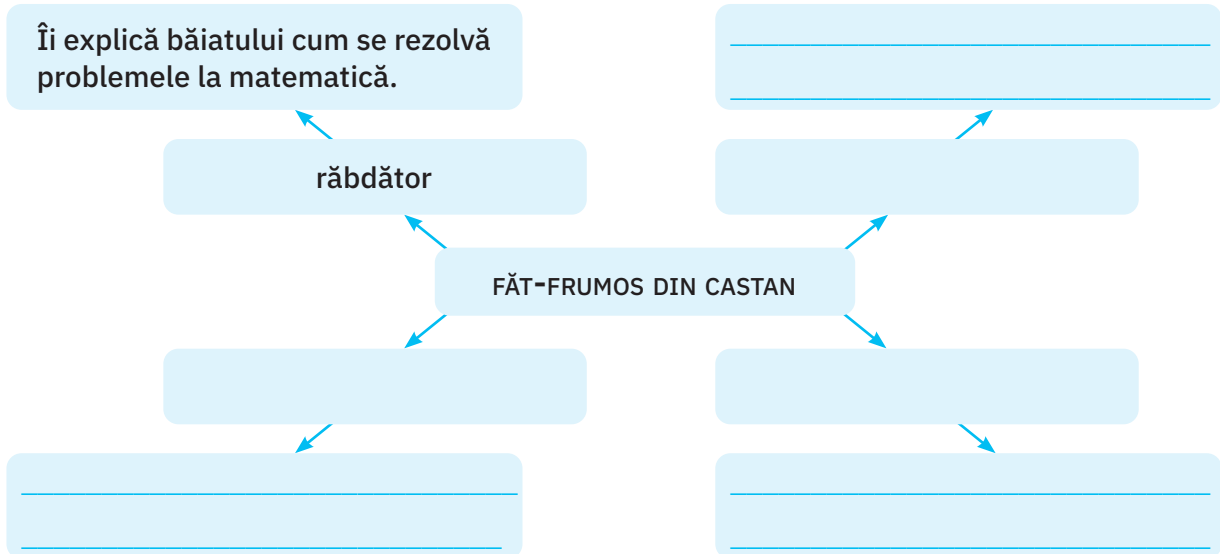 Îi explică băiatului cum se rezolvă
problemele la matematică.
răbdător
FĂT-FRUMOS DIN CASTAN